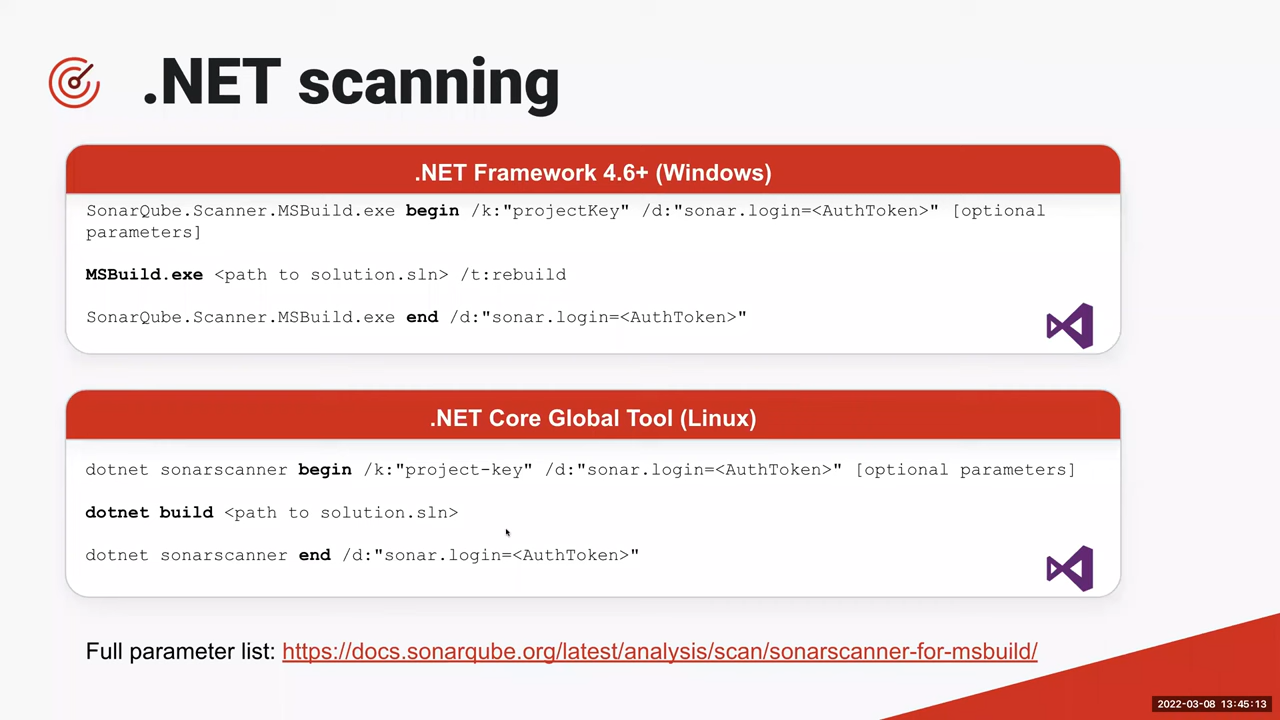 .NET scanning
.NET Framework 4.6+ (Windows)
SonarQube.Scanner.MSBuild.exe begin /k:"projectKey" /d:"sonar.login=<AuthToken>" [optional
parameters]
MSBuild.exe <path to solution.sln> /t:rebuild
SonarQube.Scanner.MSBuild.exe end /d:"sonar.login=<AuthToken>"
.NET Core Global Tool (Linux)
dotnet sonarscanner begin /k:"project-key" /d:"sonar.login=<AuthToken>" [optional parameters]
dotnet build <path to solution.sln>
dotnet sonarscanner end /d:"sonar.login=<AuthToken>"
Full parameter list: https://docs.sonarqube.org/latest/analysis/scan/sonarscanner-for-msbuild/
2022-03-08 13:45:13